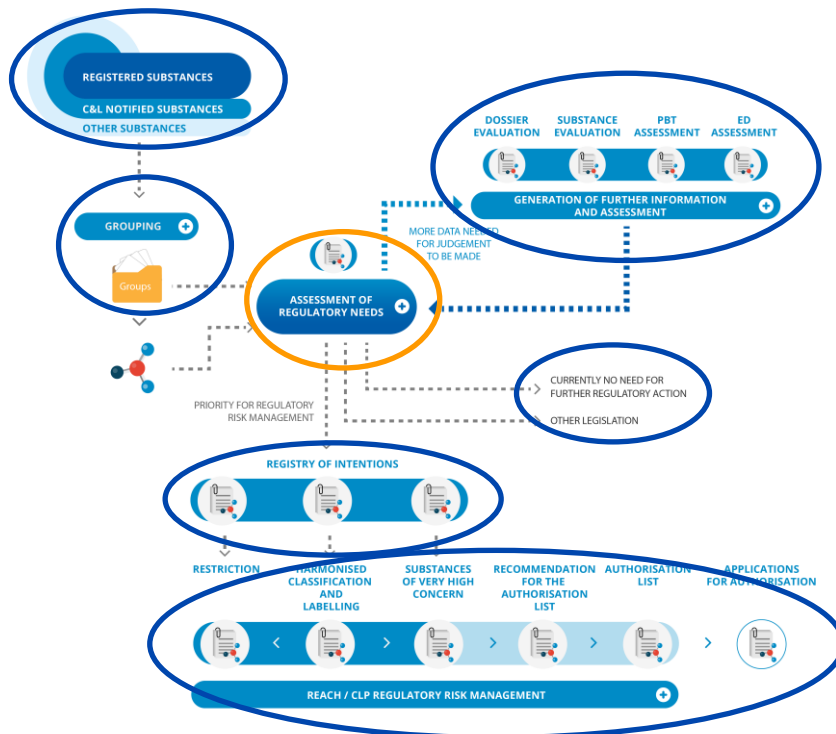 REGISTERED SUBSTANCES
C&L NOTIFIED SUBSTANCES
OTHER SUBSTANCES
DOSSIER
EVALUATION
SUBSTANCE
EVALUATION
PBT
ASSESSMENT
ED
ASSESSMENT
GENERATION OF FURTHER INFORMATION
AND ASSESSMENT
GROUPING
Groups
MORE DATA NEEDED
FOR JUDGEMENT
TO BE MADE
ASSESSMENT OF
REGULATORY NEEDS
CURRENTLY NO NEED FOR
FURTHER REGULATORY ACTION
OTHER LEGISLATION
PRIORITY FOR REGULATORY
RISK MANAGEMENT
REGISTRY OF INTENTIONS
RESTRICTION
HARMONISED
CLASSIFICATION
AND
LABELLING
SUBSTANCES
OF VERY HIGH
CONCERN
RECOMMENDATION
FOR THE
AUTHORISATION
LIST
AUTHORISATION
LIST
APPLICATIONS
FOR AUTHORISATION
REACH / CLP REGULATORY RISK MANAGEMENT